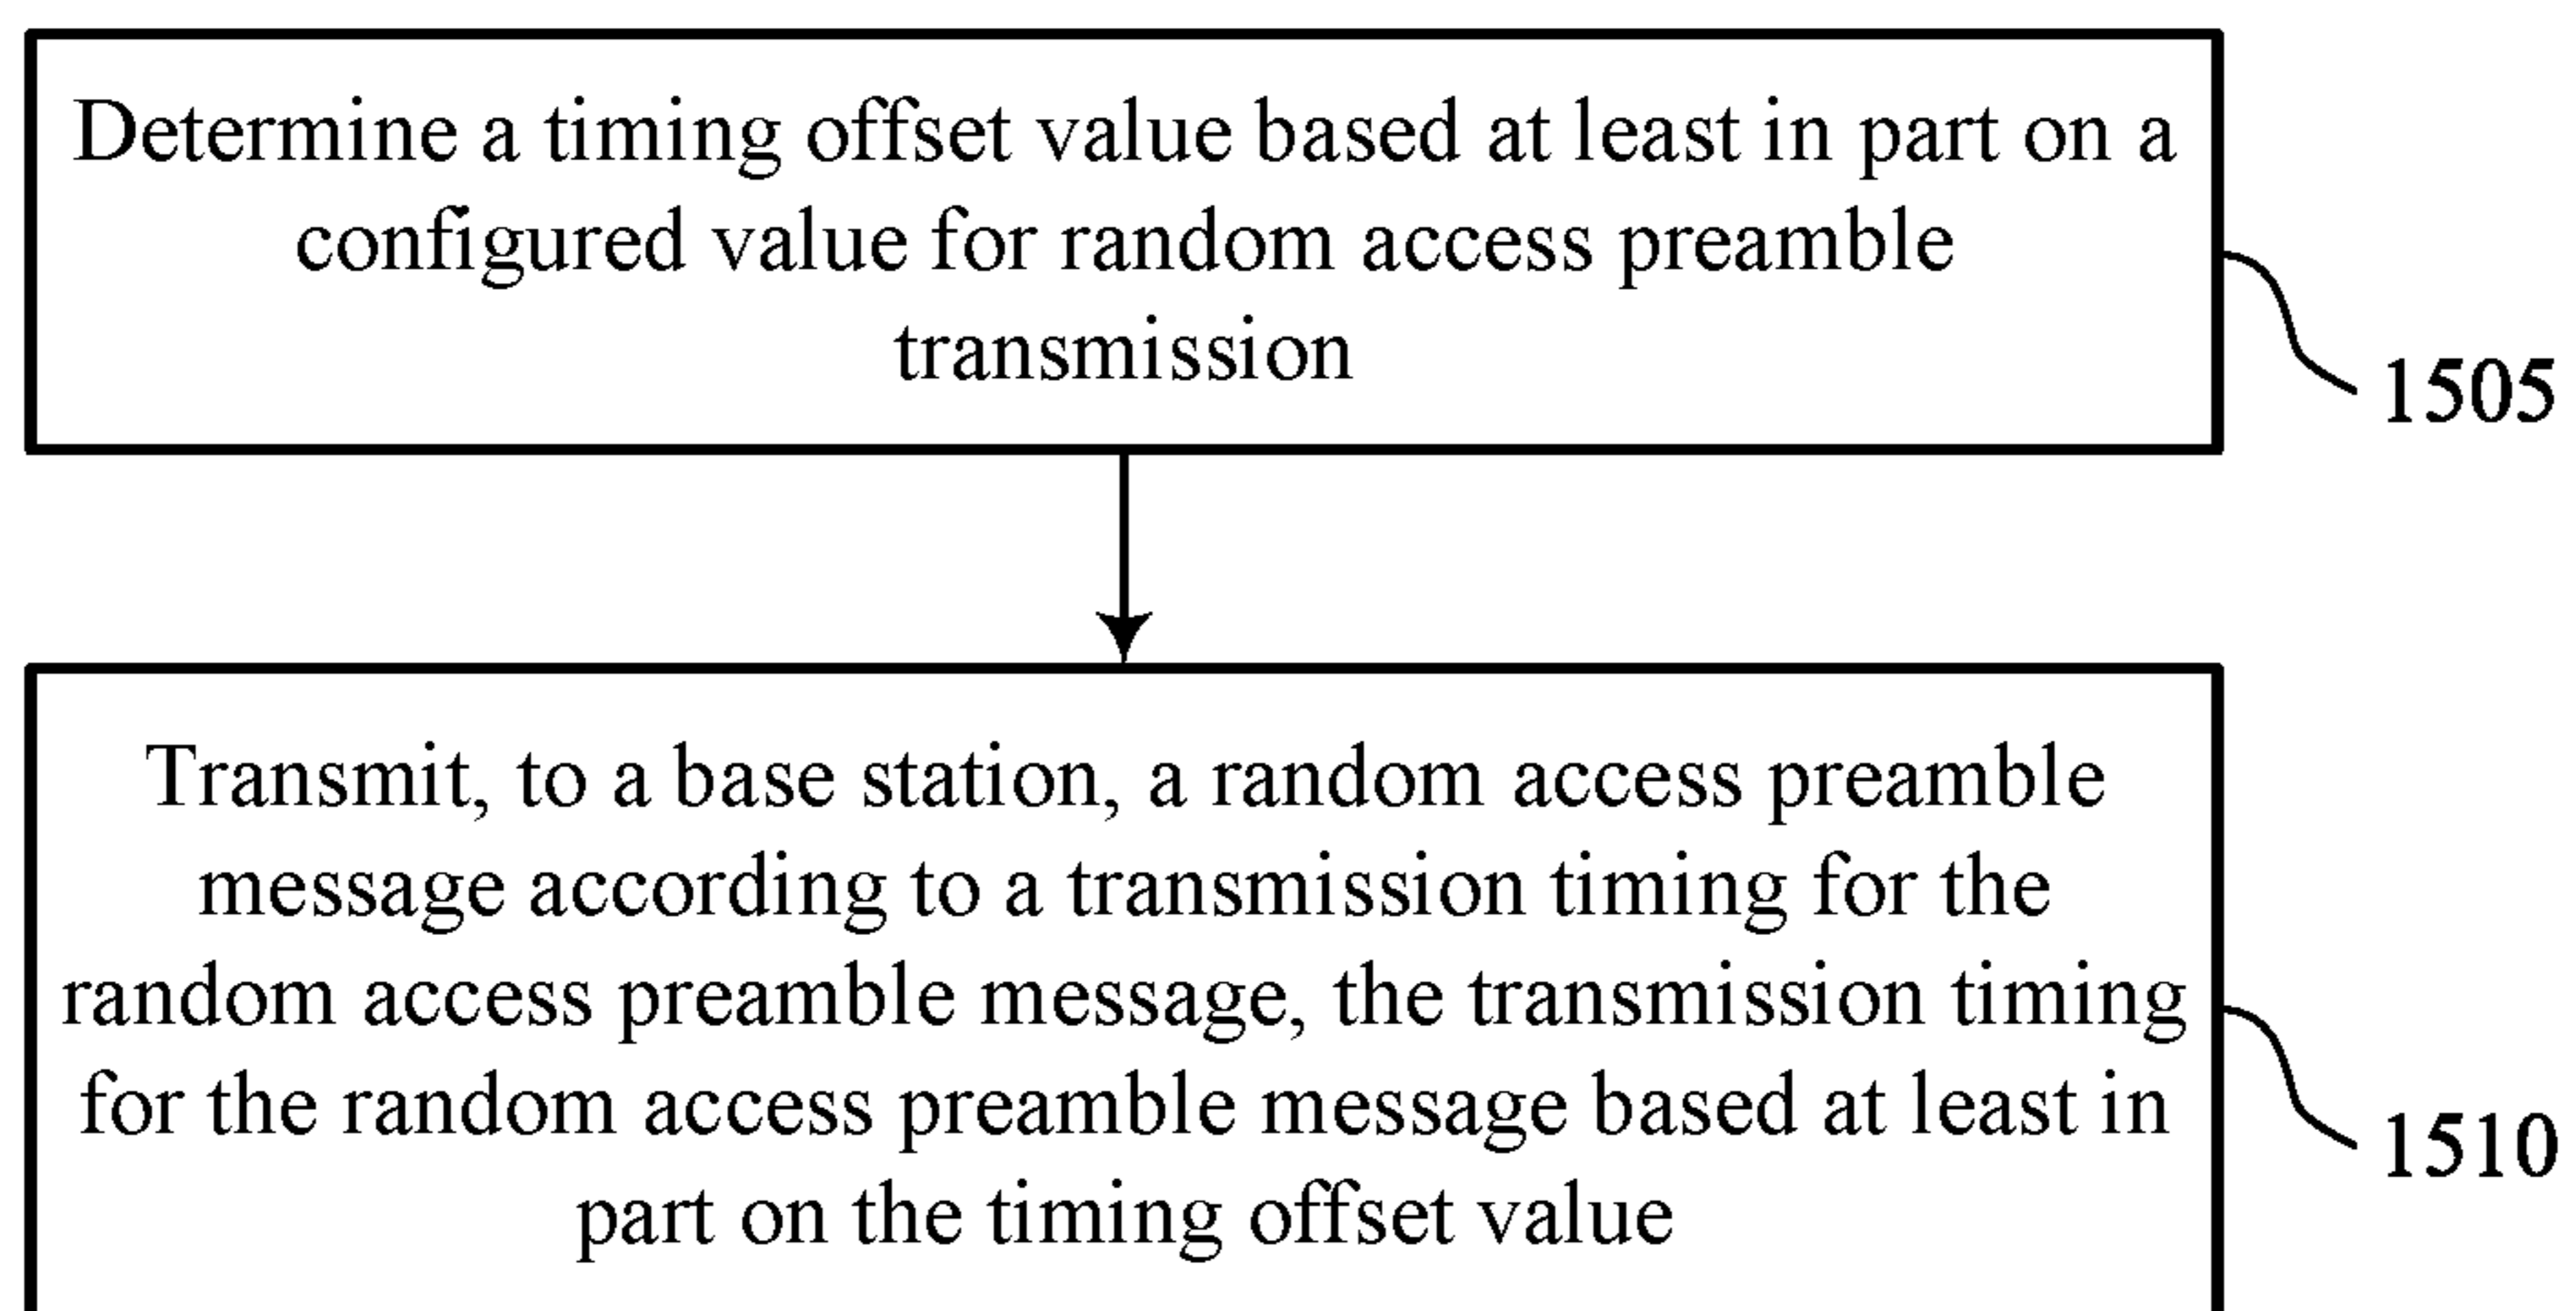 Determine a timing offset value based at least in part on a
configured value for random access preamble
transmission
1505
Transmit, to a base station, a random access preamble
message according to a transmission timing for the
random access preamble message, the transmission timing
for the random access preamble message based at least in
part on the timing offset value
1510